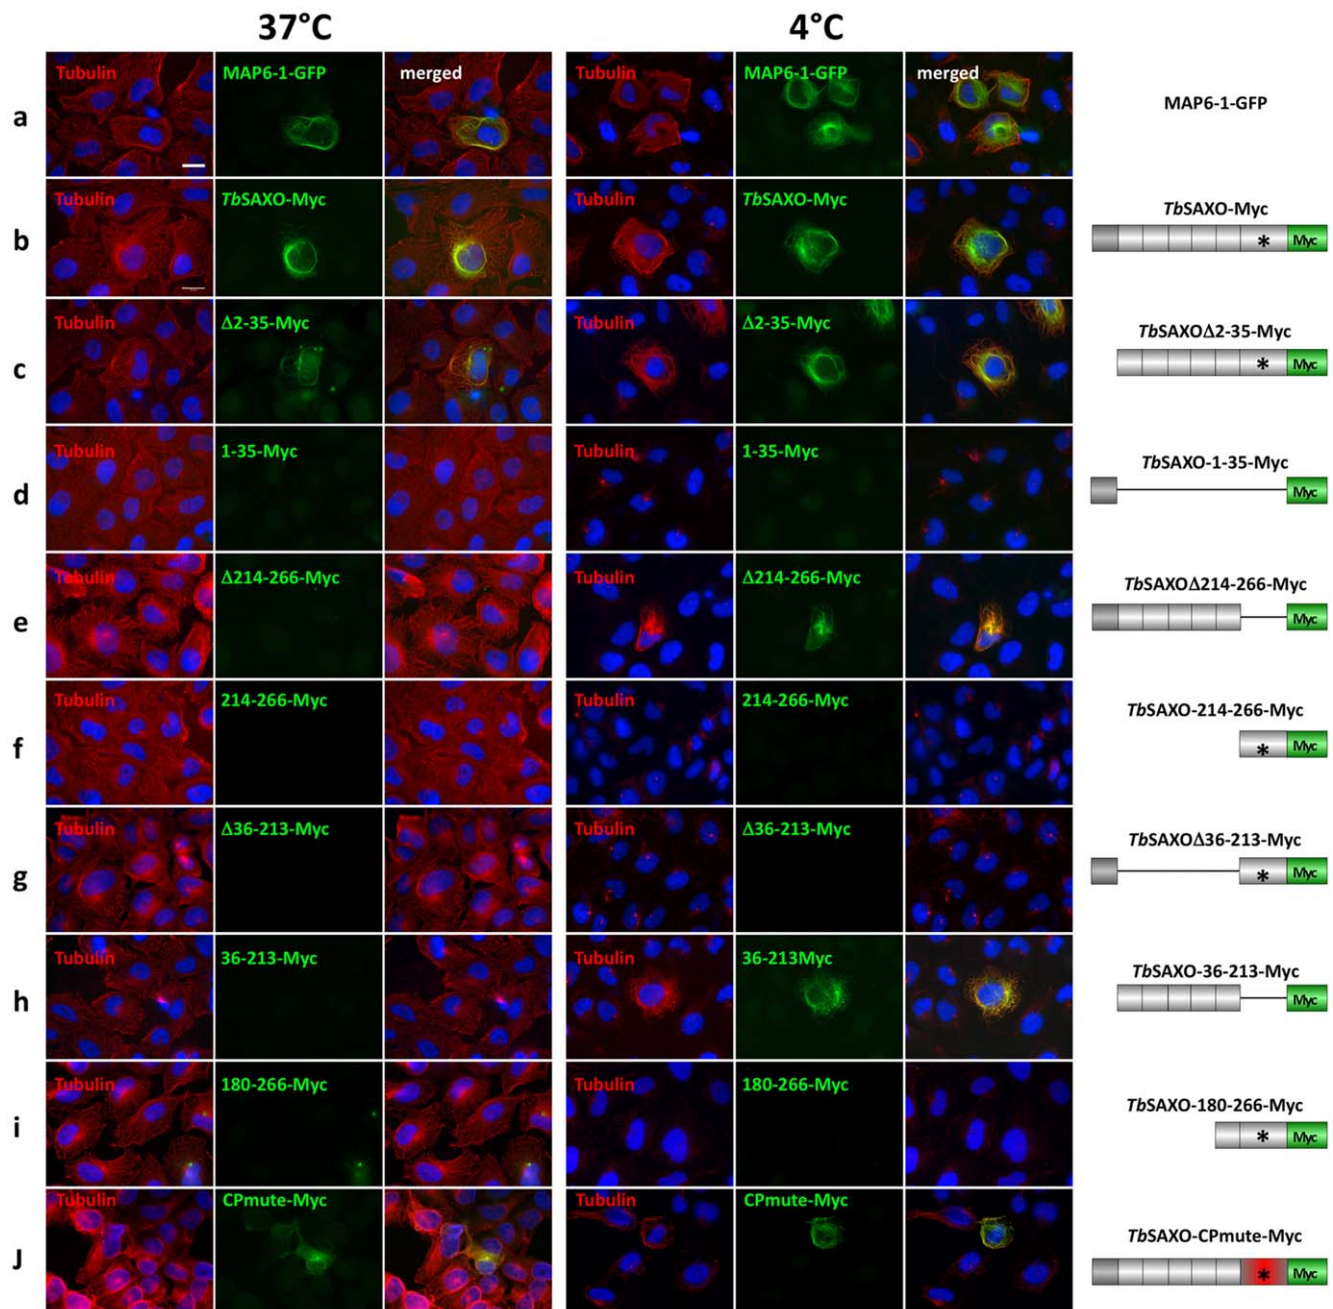 37°C 4°C
Tubulin MAP6-1-GFP merged Tubulin MAP6-1-GFP merged MAP6-1-GFP
a
Tubulin TbSAXO-Myc Tubulin TbSAXO-Myc TbSAXO-Myc
b * Myc
Tubulin Δ2-35-Myc Tubulin Δ2-35-Myc TbSAXOΔ2-35-Myc
c * Myc
Tubulin 1-35-Myc Tubulin 1-35-Myc TbSAXO-1-35-Myc
d Myc
Tubulin Δ214-266-Myc Tubulin Δ214-266-Myc TbSAXOΔ214-266-Myc
e Myc
Tubulin 214-266-Myc Tubulin 214-266-Myc TbSAXO-214-266-Myc
f * Myc
Tubulin Δ36-213-Myc Tubulin Δ36-213-Myc TbSAXOΔ36-213-Myc
g * Myc
Tubulin 36-213-Myc Tubulin 36-213Myc TbSAXO-36-213-Myc
h Myc
Tubulin 180-266-Myc Tubulin 180-266-Myc TbSAXO-180-266-Myc
i * Myc
Tubulin CPmute-Myc Tubulin CPmute-Myc TbSAXO-CPmute-Myc
J * Myc